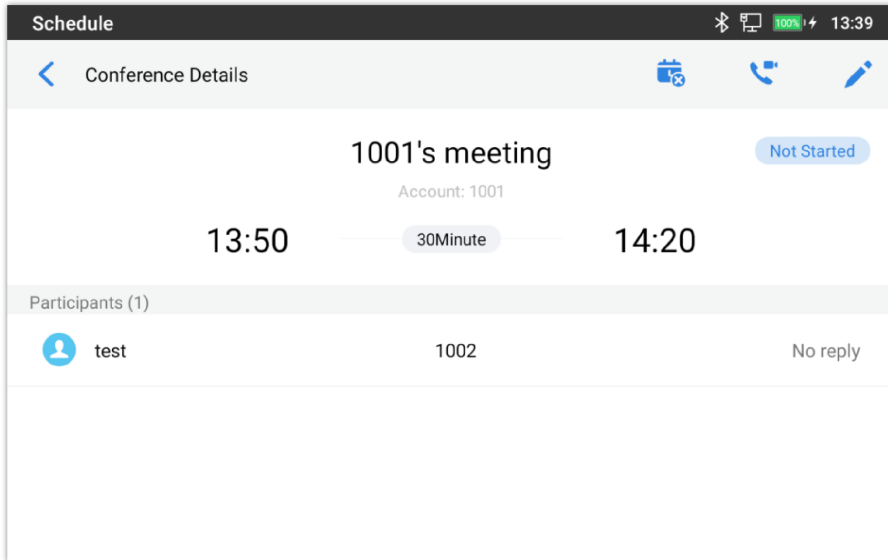 Schedule 100% 13:39
Conference Details
1001's meeting Not Started
Account: 1001
13:50 30Minute 14:20
Participants (1)
test 1002 No reply